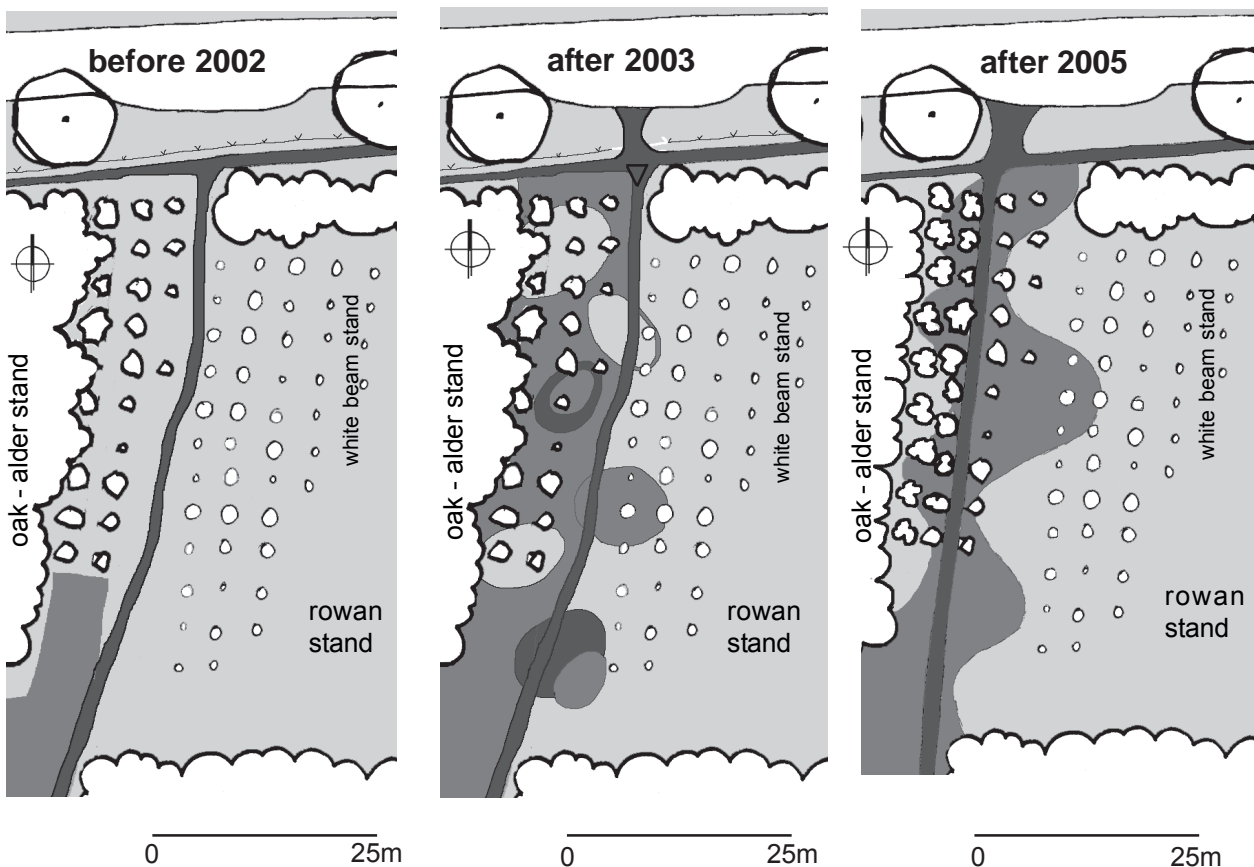 before 2002
oak - alder stand
white beam stand
rowan
stand
0 25m
after 2003
oak - alder stand
white beam stand
rowan
stand
0 25m
after 2005
oak - alder stand
white beam stand
rowan
stand
0 25m